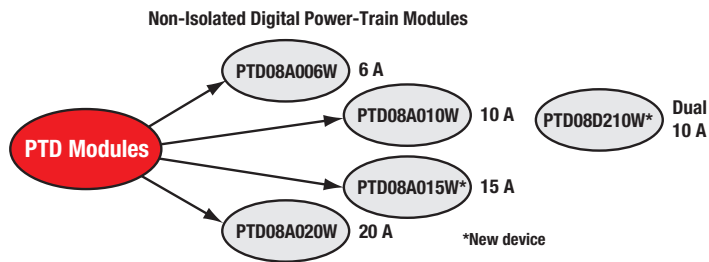 Non-Isolated Digital Power-Train Modules
PTD08A006W 6 A
PTD08A010W 10 A
PTD08D210W* Dual
10 A
PTD Modules
PTD08A015W* 15 A
PTD08A020W 20 A
*New device